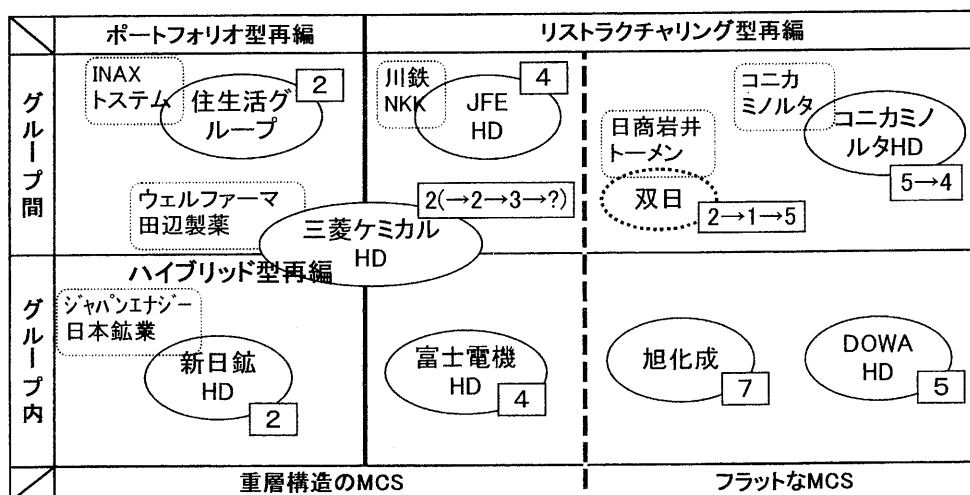 ポートフォリオ型再編
リストラクチャリング型再編
グループ間
INAX
トステム
住生活グ
ループ
2
川鉄
NKK
JFE
HD
4
日商岩井
トーメン
双日
2→1→5
コニカ
ミノルタ
コニカミノ
ルタHD
5→4
ウェルファーマ
田辺製薬
三菱ケミカル
HD
2(→2→3→?)
ハイブリッド型再編
グループ内
ジャパンエナジー
日本鉱業
新日鉱
HD
2
富士電機
HD
4
旭化成
7
DOWA
HD
5
重層構造のMCS
フラットなMCS